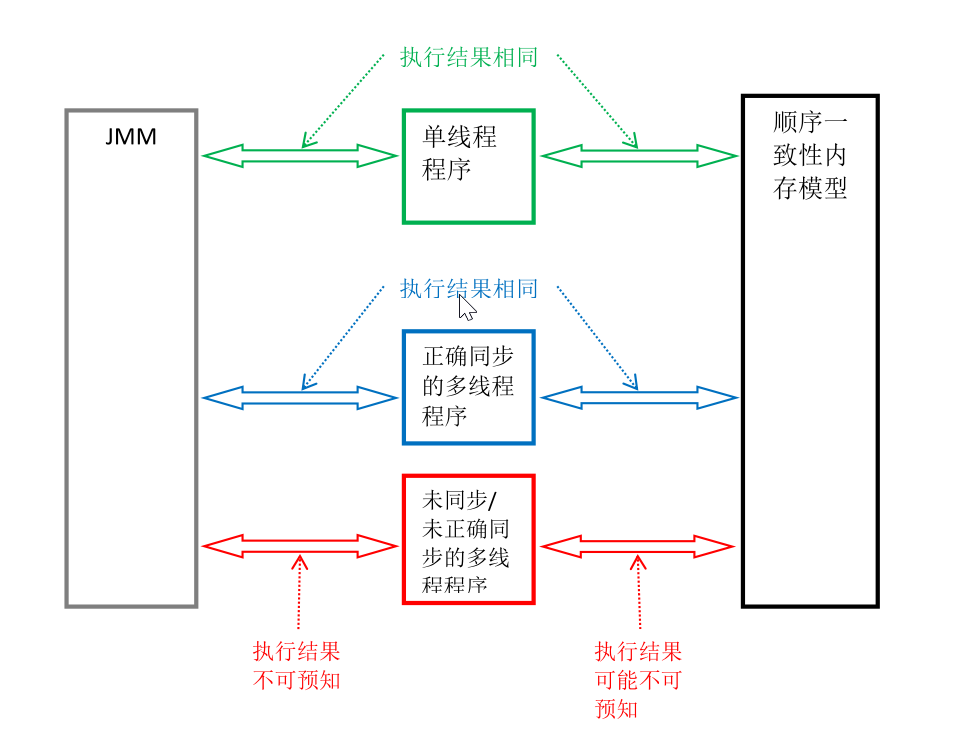 执行结果相同
JMM
单线程
程序
顺序一
致性内
存模型
执行结果相同
正确同步
的多线程
程序
未同步/
未正确同
步的多线
程程序
执行结果
不可预知
执行结果
可能不可
预知